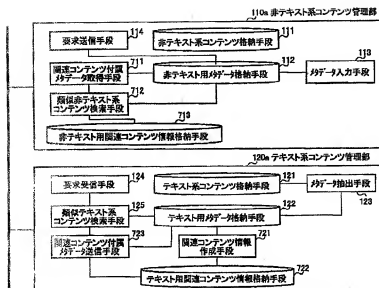 110a 非テキスト系コンテンツ管理部
要求送信手段
114
非テキスト系コンテンツ格納手段
111
関連コンテンツ付属
メタデータ取得手段
711
非テキスト用メタデータ格納手段
112
メタデータ入力手段
113
類似非テキスト系
コンテンツ検索手段
712
713
非テキスト用関連コンテンツ情報格納手段
120a テキスト系コンテンツ管理部
要求受信手段
124
テキスト系コンテンツ格納手段
121
メタデータ抽出手段
123
類似テキスト系
コンテンツ検索手段
125
テキスト用メタデータ格納手段
122
関連コンテンツ付属
メタデータ送信手段
723
関連コンテンツ情報
作成手段
721
テキスト用関連コンテンツ情報格納手段
722